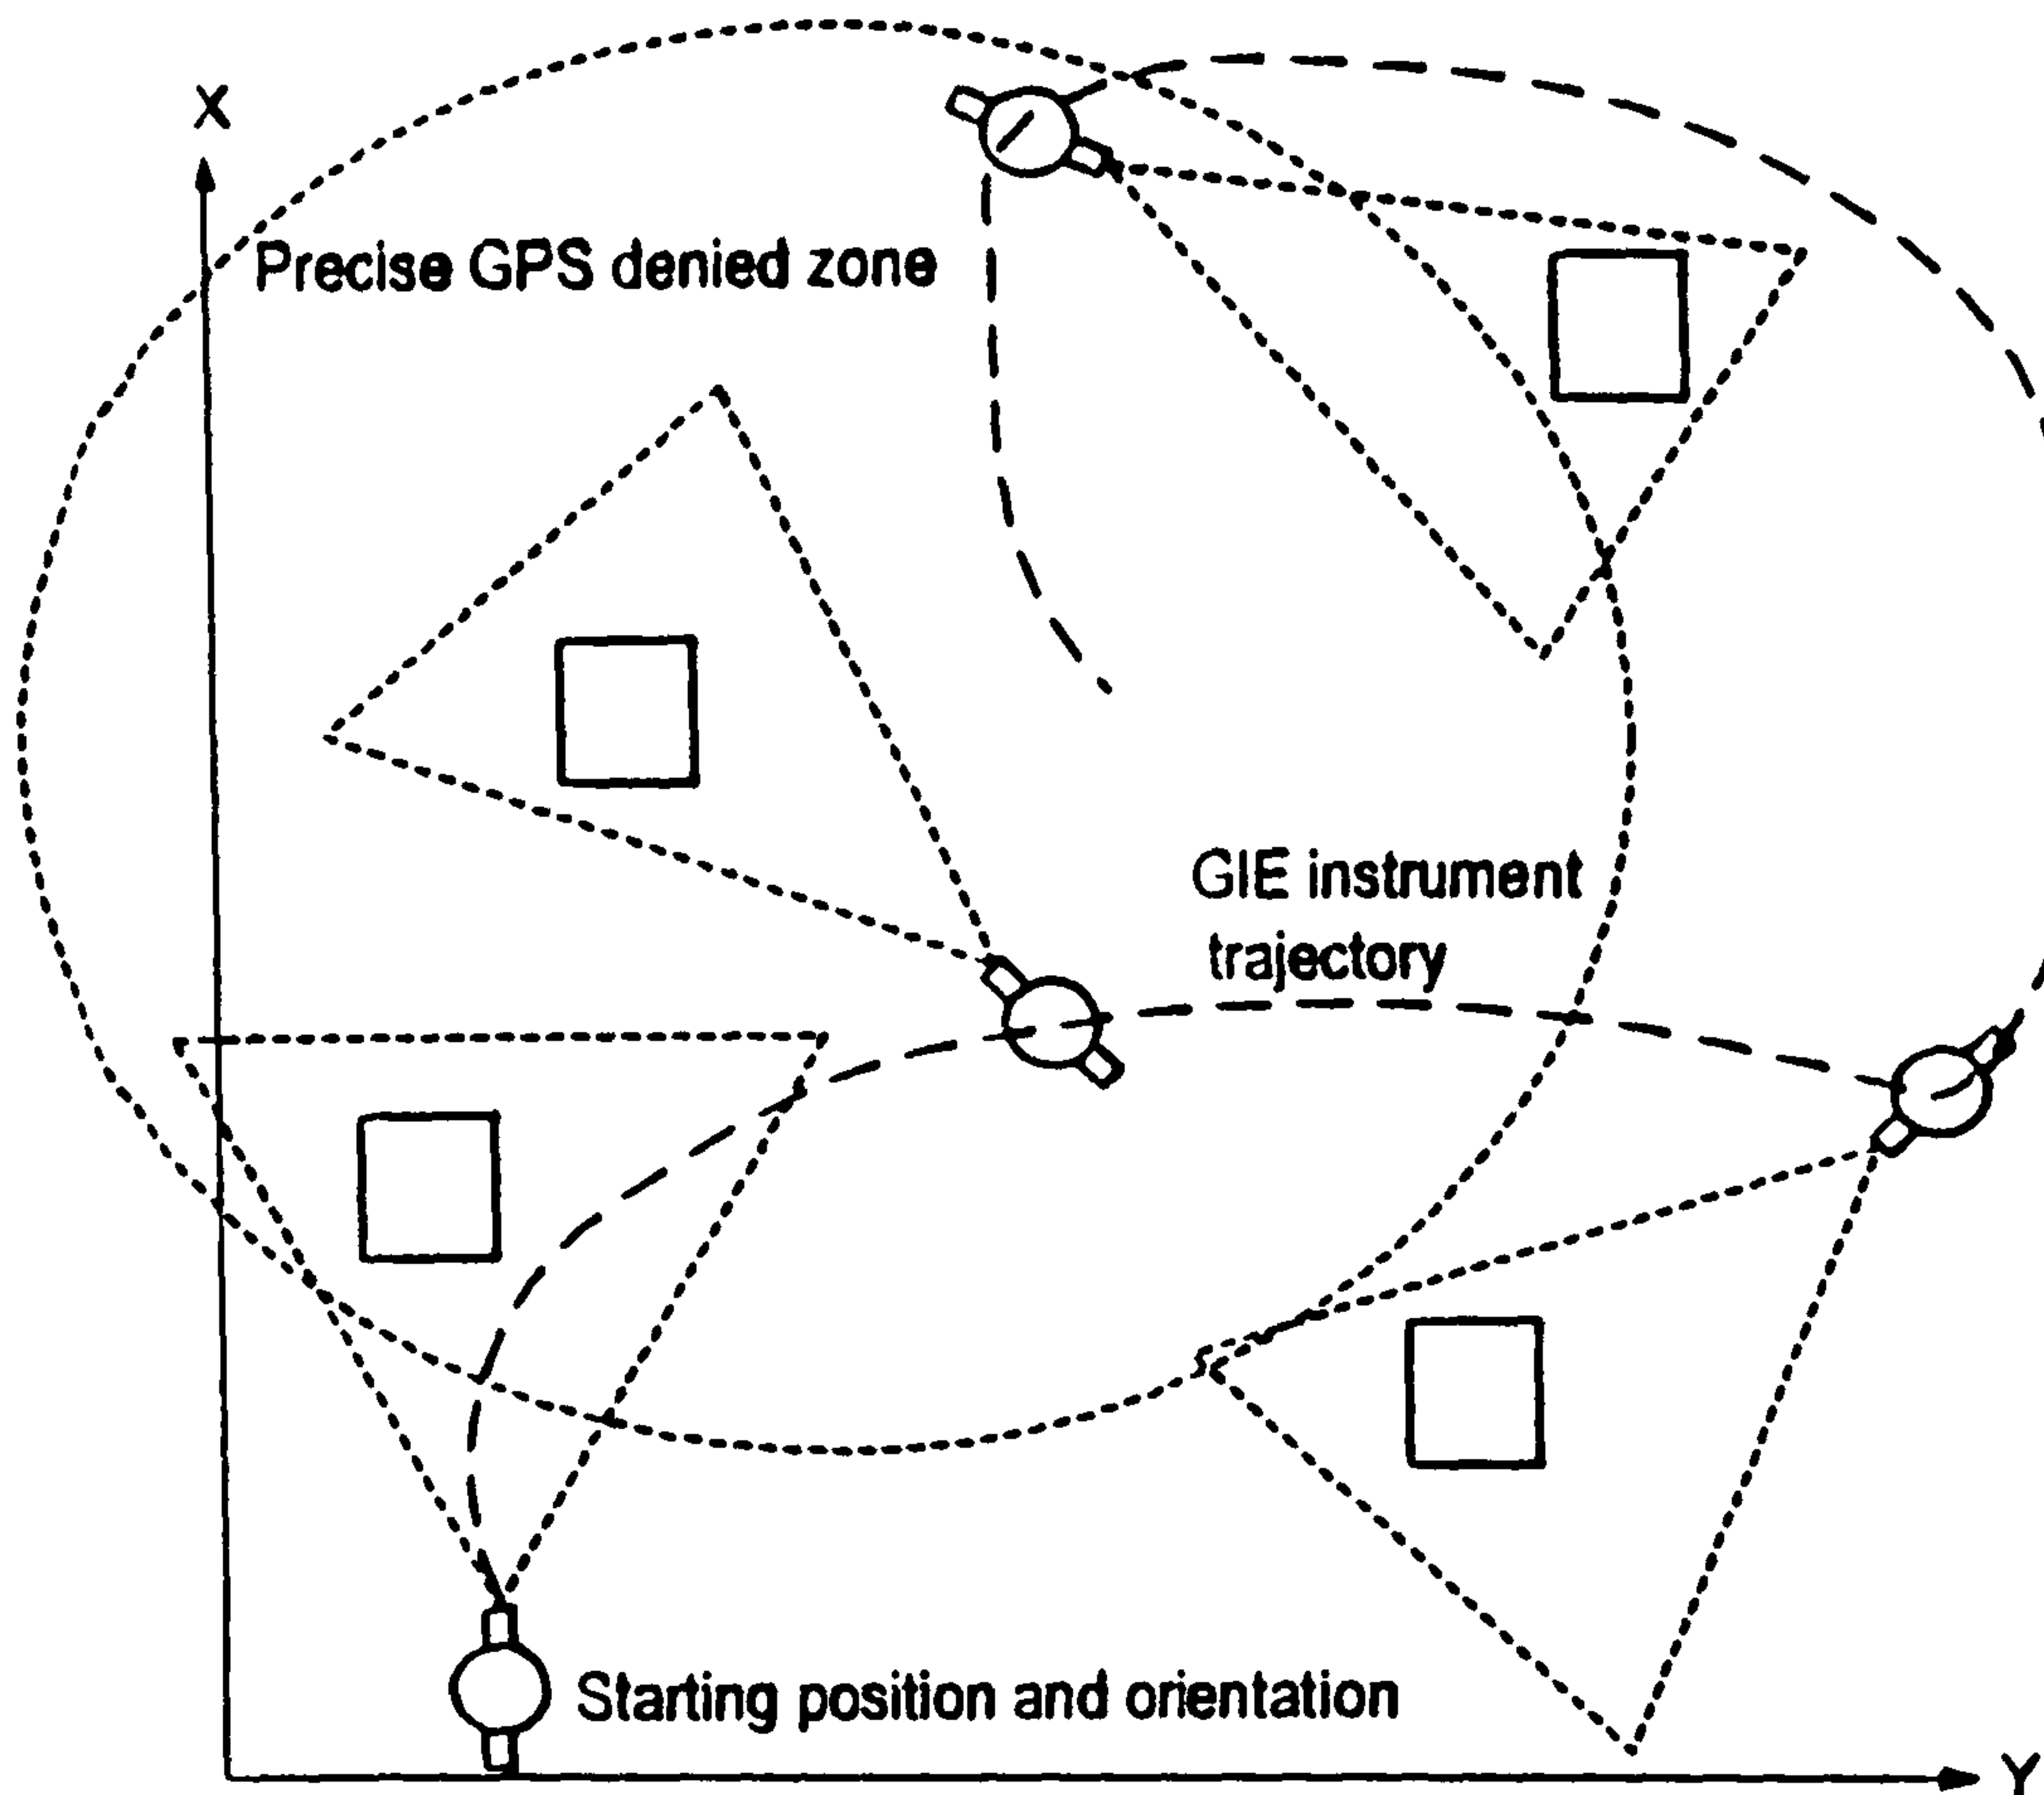 X
Precise GPS denied zone
GIE instrument
trajectory
Starting position and orientation
Y